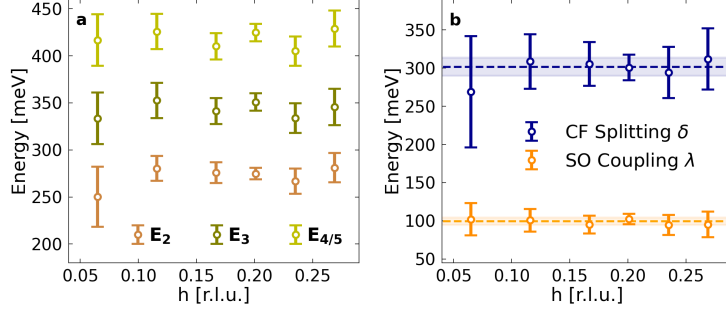 a
Energy [meV]
450
400
350
300
250
200
E2
E3
E4/5
0.05 0.10 0.15 0.20 0.25
h [r.l.u.]
b
Energy [meV]
350
300
250
200
150
100
50
CF Splitting δ
SO Coupling λ
0.05 0.10 0.15 0.20 0.25
h [r.l.u.]